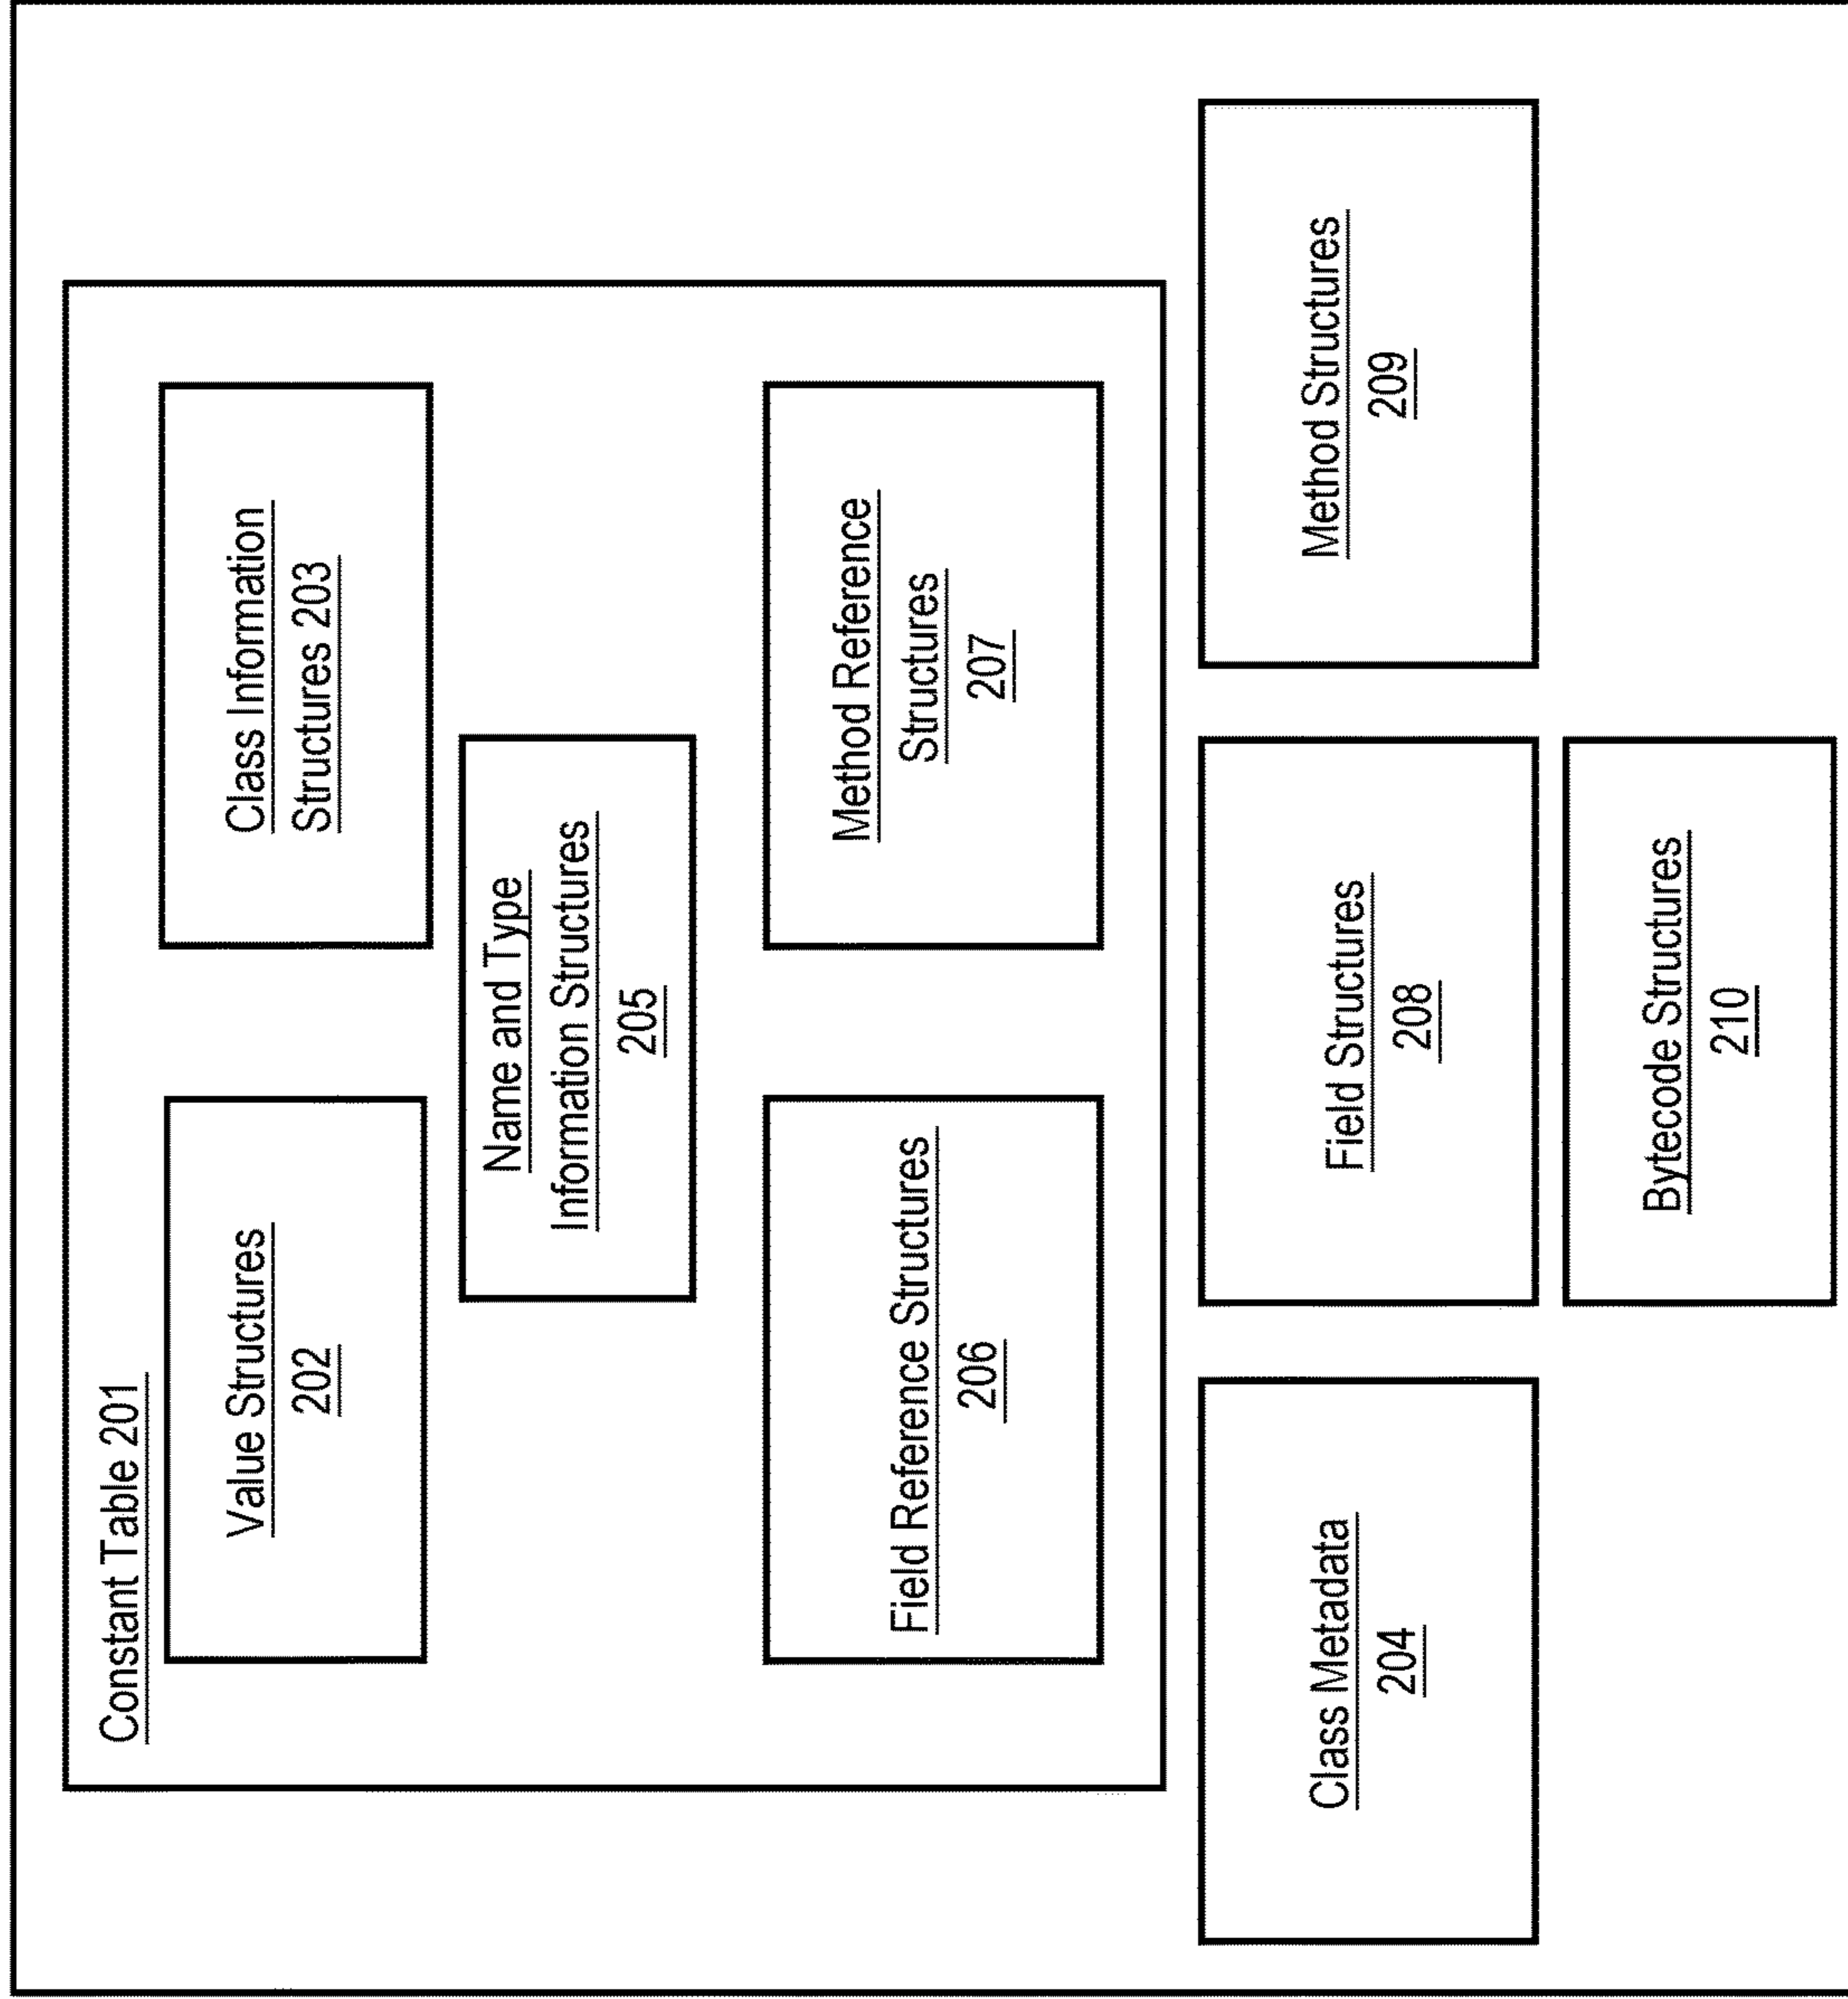 Constant Table 201
Value Structures
202
Class Information
Structures 203
Name and Type
Information Structures
205
Field Reference Structures
206
Method Reference
Structures
207
Class Metadata
204
Field Structures
208
Method Structures
209
Bytecode Structures
210